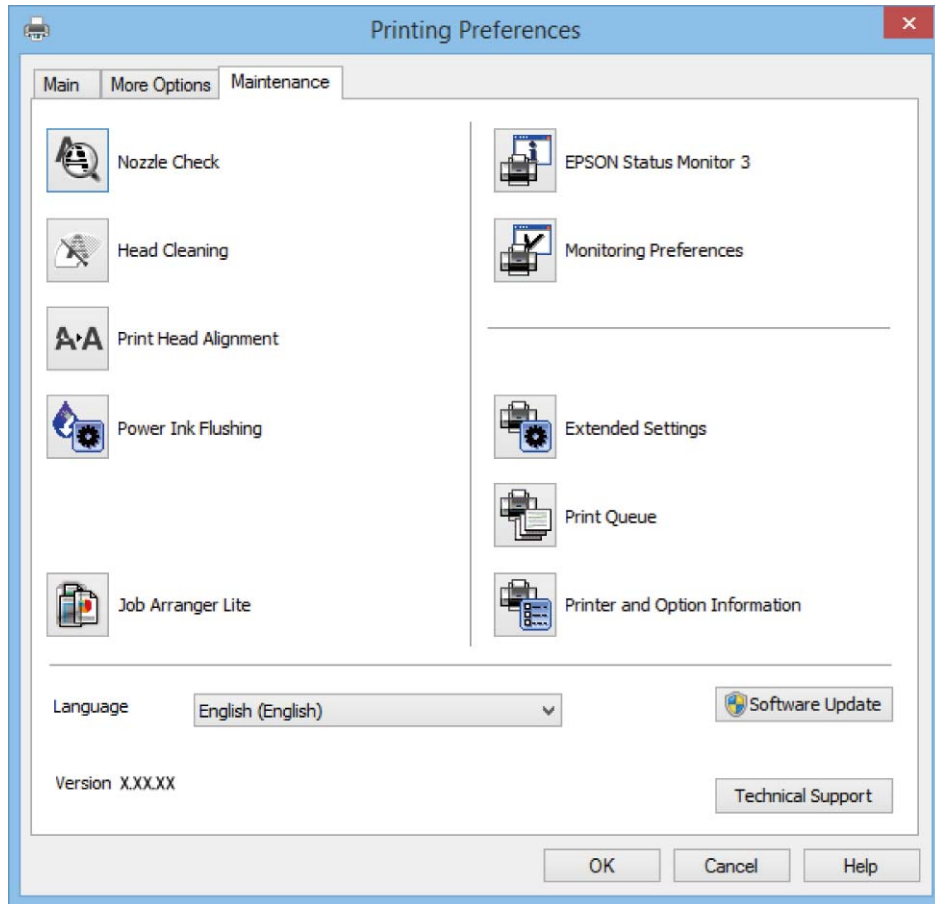 Printing Preferences
Main
More Options
Maintenance
Nozzle Check
Head Cleaning
Print Head Alignment
Power Ink Flushing
Job Arranger Lite
EPSON Status Monitor 3
Monitoring Preferences
Extended Settings
Print Queue
Printer and Option Information
Language
English (English)
Software Update
Version X.XX.XX
Technical Support
OK
Cancel
Help